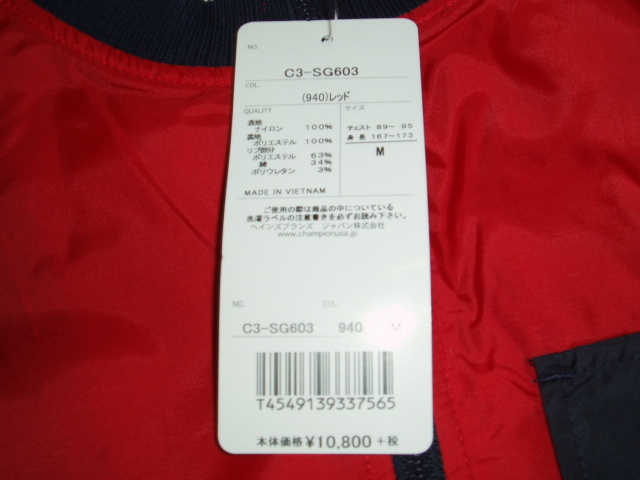 NO.
C3-SG603
COL.
(940)レッド
QUALITY
表地
ナイロン 100%
裏地
ポリエステル 100%
リブ部分
ポリエステル 63%
綿 34%
ポリウレタン 3%
サイズ
チェスト 89～ 95
身 長 167～173
M
MADE IN VIETNAM
ご使用の際は商品の中についている
洗濯ラベルの注意書きを必ずお読み下さい。
ヘインズブランズ ジャパン株式会社
www.championusa.jp
NO. COL.
C3-SG603 940 M
T4549139337565
本体価格 ¥10,800 +税